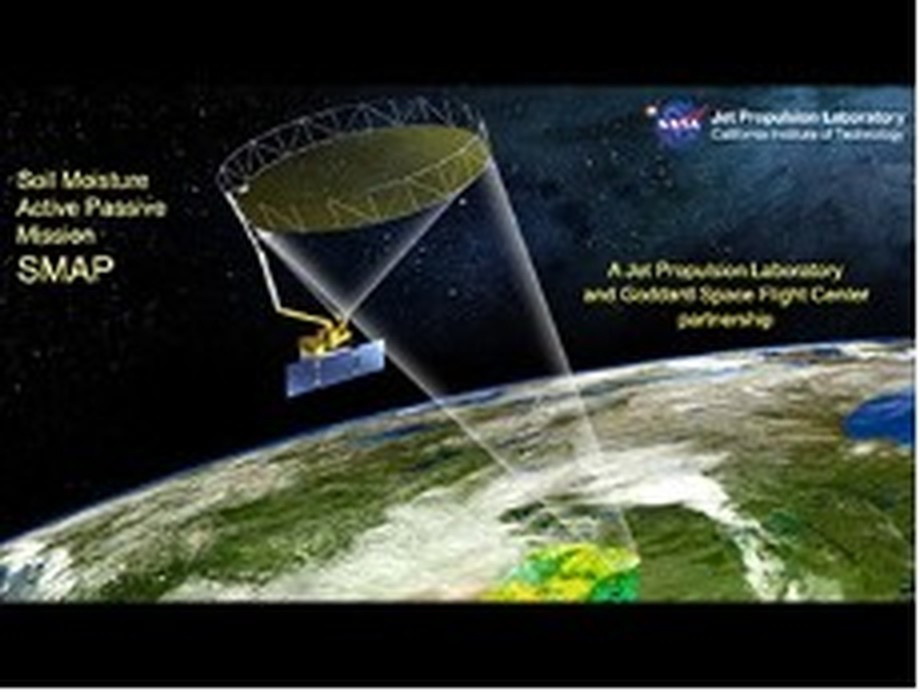 Soil Moisture
Active Passive
Mission
SMAP
NASA
Jet Propulsion Laboratory
California Institute of Technology
A Jet Propulsion Laboratory
and Goddard Space Flight Center
partnership